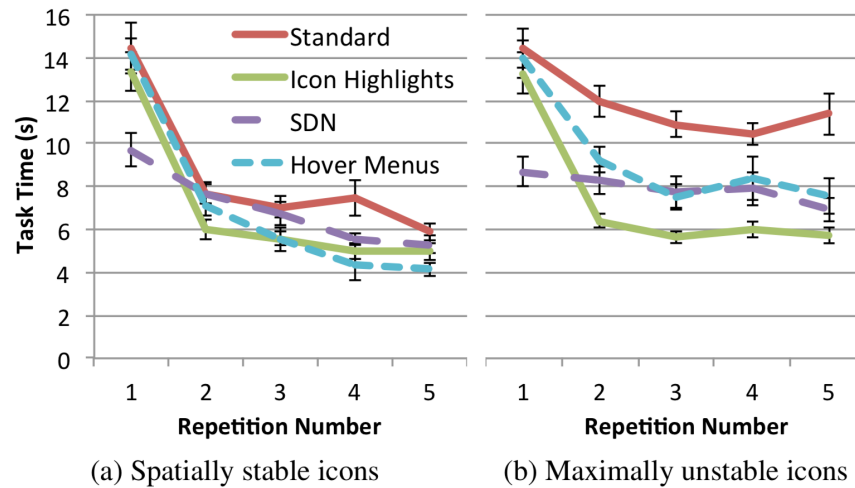 16
14
12
10
8
6
4
2
0
Task Time (s)
Standard
Icon Highlights
SDN
Hover Menus
1 2 3 4 5
Repetition Number
1 2 3 4 5
Repetition Number
(a) Spatially stable icons
(b) Maximally unstable icons